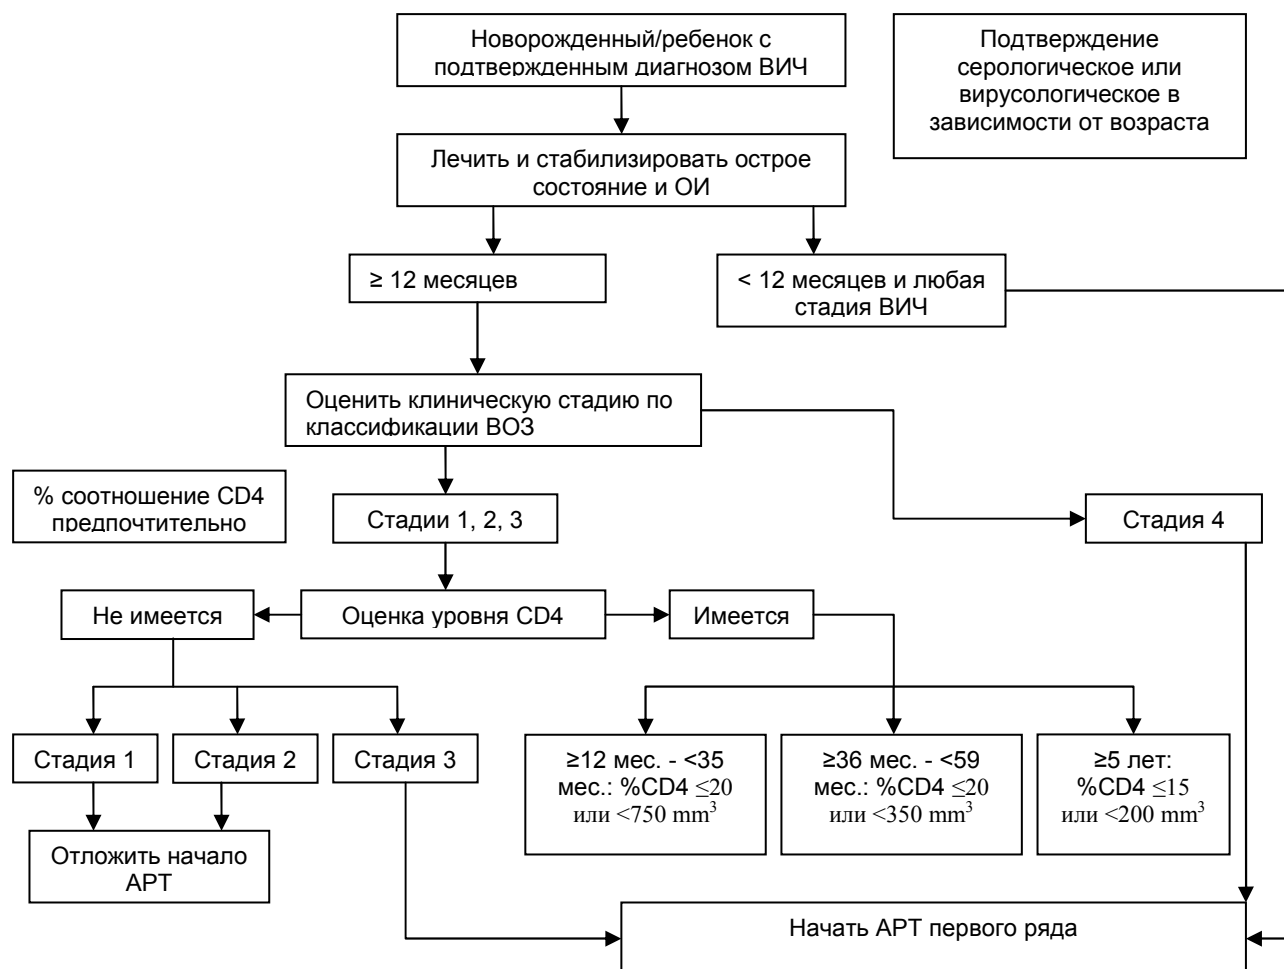 Новорожденный/ребенок с
подтвержденным диагнозом ВИЧ
Подтверждение
серологическое или
вирусологическое в
зависимости от возраста
Лечить и стабилизировать острое
состояние и ОИ
≥ 12 месяцев
< 12 месяцев и любая
стадия ВИЧ
Оценить клиническую стадию по
классификации ВОЗ
% соотношение CD4
предпочтительно
Стадии 1, 2, 3
Стадия 4
Не имеется
Оценка уровня CD4
Имеется
Стадия 1
Стадия 2
Стадия 3
≥12 мес. - <35
мес.: %CD4 ≤20
или <750 mm³
≥36 мес. - <59
мес.: %CD4 ≤20
или <350 mm³
≥5 лет:
%CD4 ≤15
или <200 mm³
Отложить начало
АРТ
Начать АРТ первого ряда